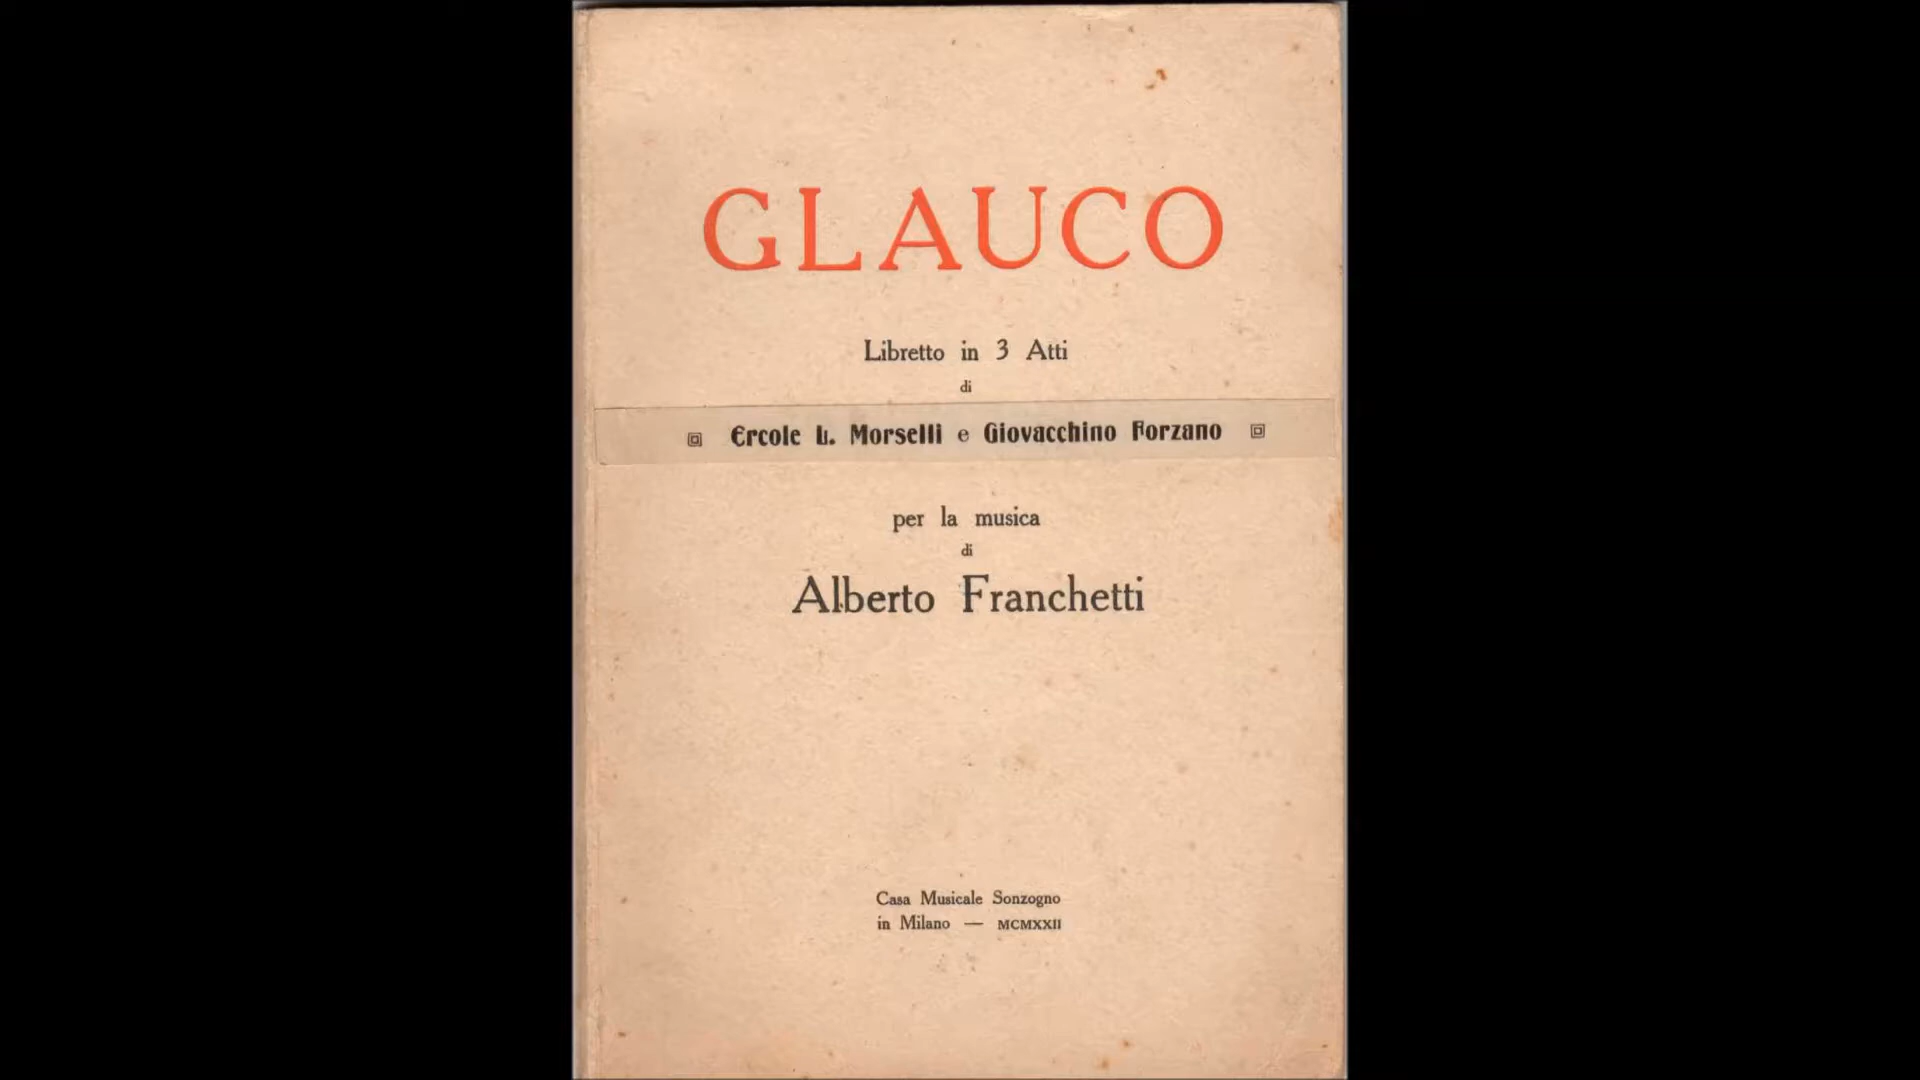 GLAUCO
Libretto in 3 Atti
di
Ercole L. Morselli e Giovacchino Forzano
per la musica
di
Alberto Franchetti
Casa Musicale Sonzogno
in Milano — MCMXXII